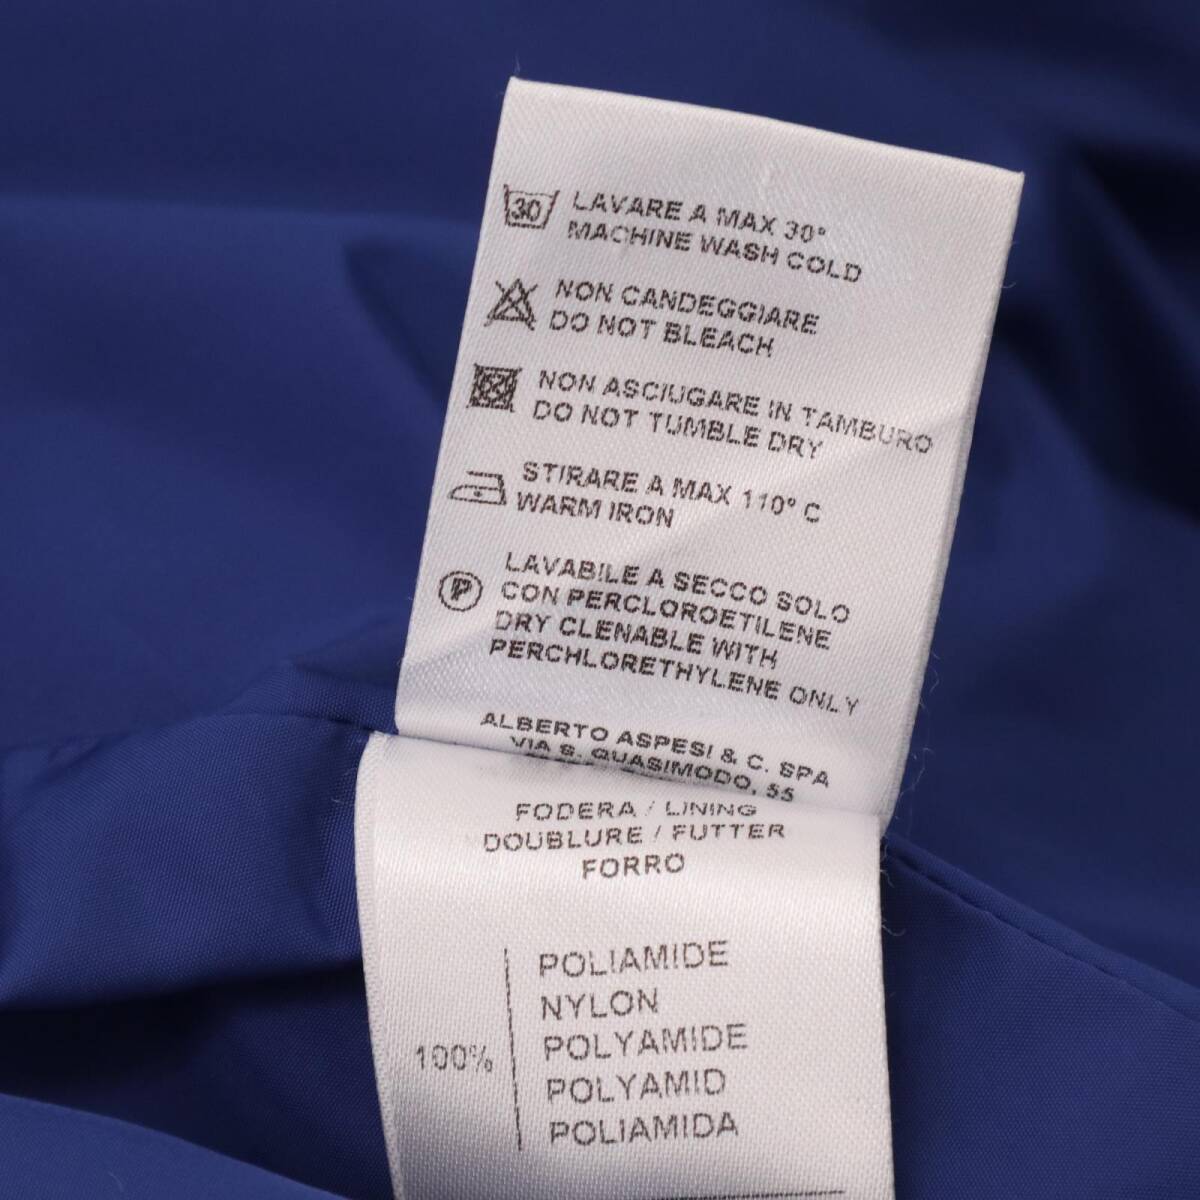 30 LAVARE A MAX 30°
MACHINE WASH COLD
NON CANDEGGIARE
DO NOT BLEACH
NON ASCIUGARE IN TAMBURO
DO NOT TUMBLE DRY
STIRARE A MAX 110° C
WARM IRON
LAVABILE A SECCO SOLO
P CON PERCLOROETILENE
DRY CLENABLE WITH
PERCHLORETHYLENE ONLY
ALBERTO ASPESI & C. SPA
VIA S. QUASIMODO, 55
FODERA / LINING
DOUBLURE / FUTTER
FORRO
POLIAMIDE
NYLON
100% POLYAMIDE
POLYAMID
POLIAMIDA